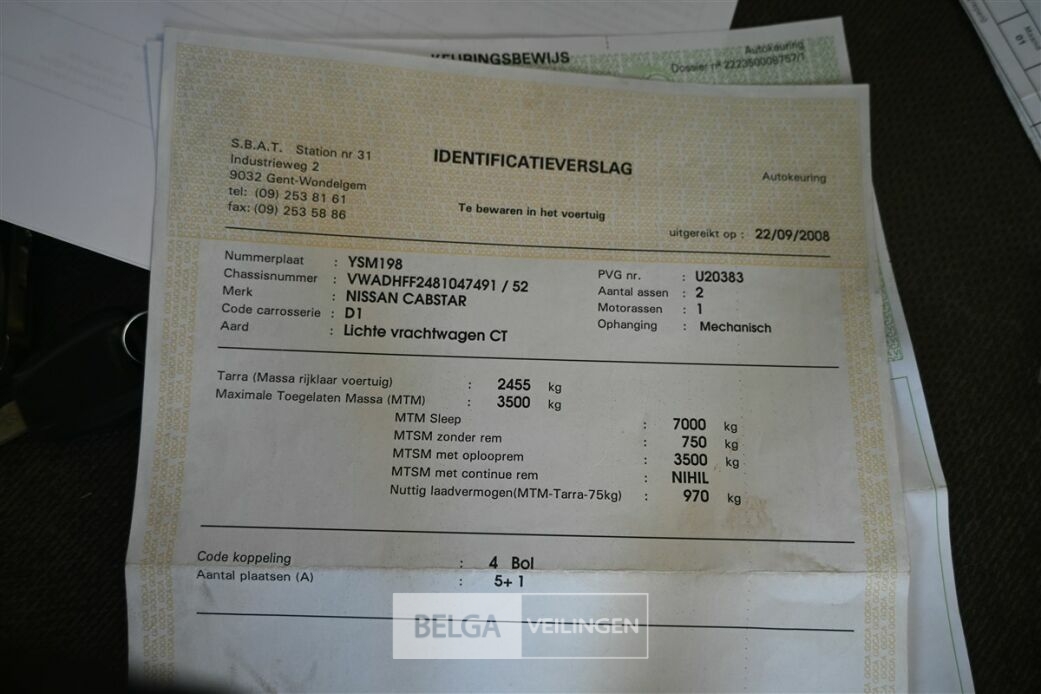 KEURINGSBEWIJS
Autokeuring
Dossier nº 222350008757/1
S.B.A.T. Station nr 31
Industrieweg 2
9032 Gent-Wondelgem
tel: (09) 253 81 61
fax: (09) 253 58 86
IDENTIFICATIEVERSLAG
Autokeuring
Te bewaren in het voertuig
uitgereikt op : 22/09/2008
Nummerplaat : YSM198
Chassisnummer : VWADHFF2481047491 / 52
Merk : NISSAN CABSTAR
Code carrosserie : D1
Aard : Lichte vrachtwagen CT
PVG nr. : U20383
Aantal assen : 2
Motorassen : 1
Ophanging : Mechanisch
Tarra (Massa rijklaar voertuig) : 2455 kg
Maximale Toegelaten Massa (MTM) : 3500 kg
MTM Sleep : 7000 kg
MTSM zonder rem : 750 kg
MTSM met oplooprem : 3500 kg
MTSM met continue rem : NIHIL
Nuttig laadvermogen(MTM-Tarra-75kg) : 970 kg
Code koppeling : 4 Bol
Aantal plaatsen (A) : 5+ 1
BELGA VEILINGEN
01